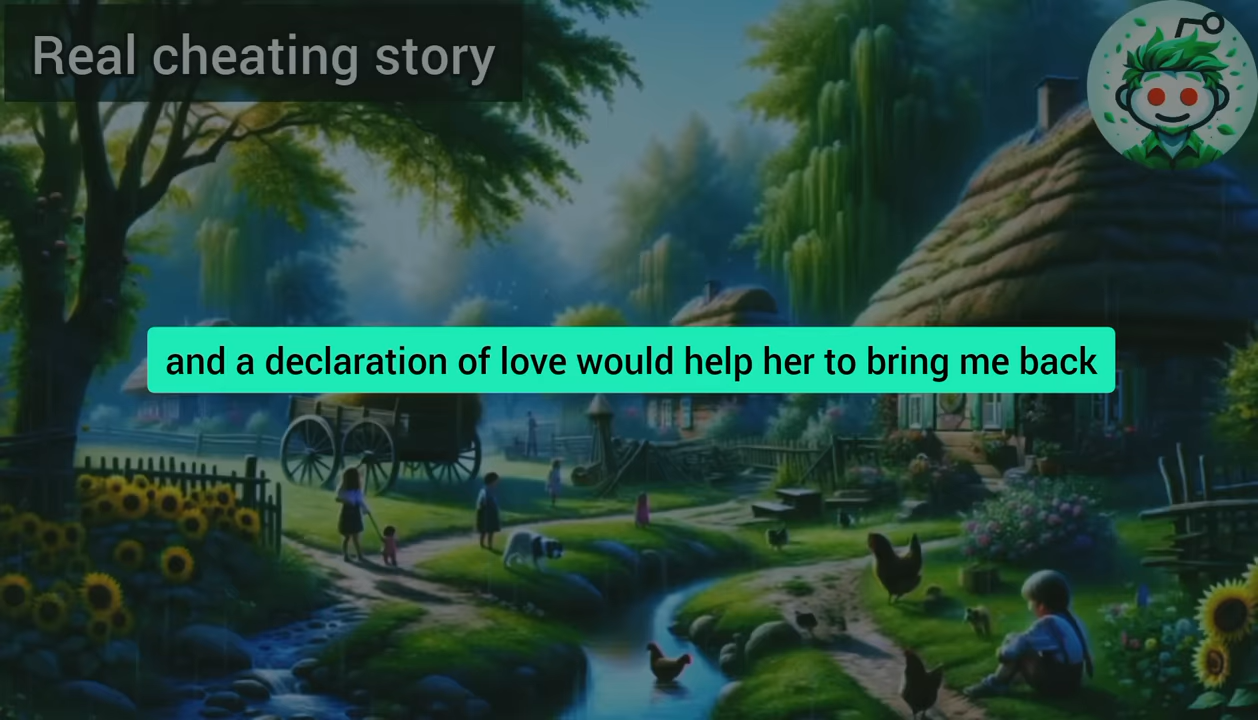 Real cheating story
and a declaration of love would help her to bring me back